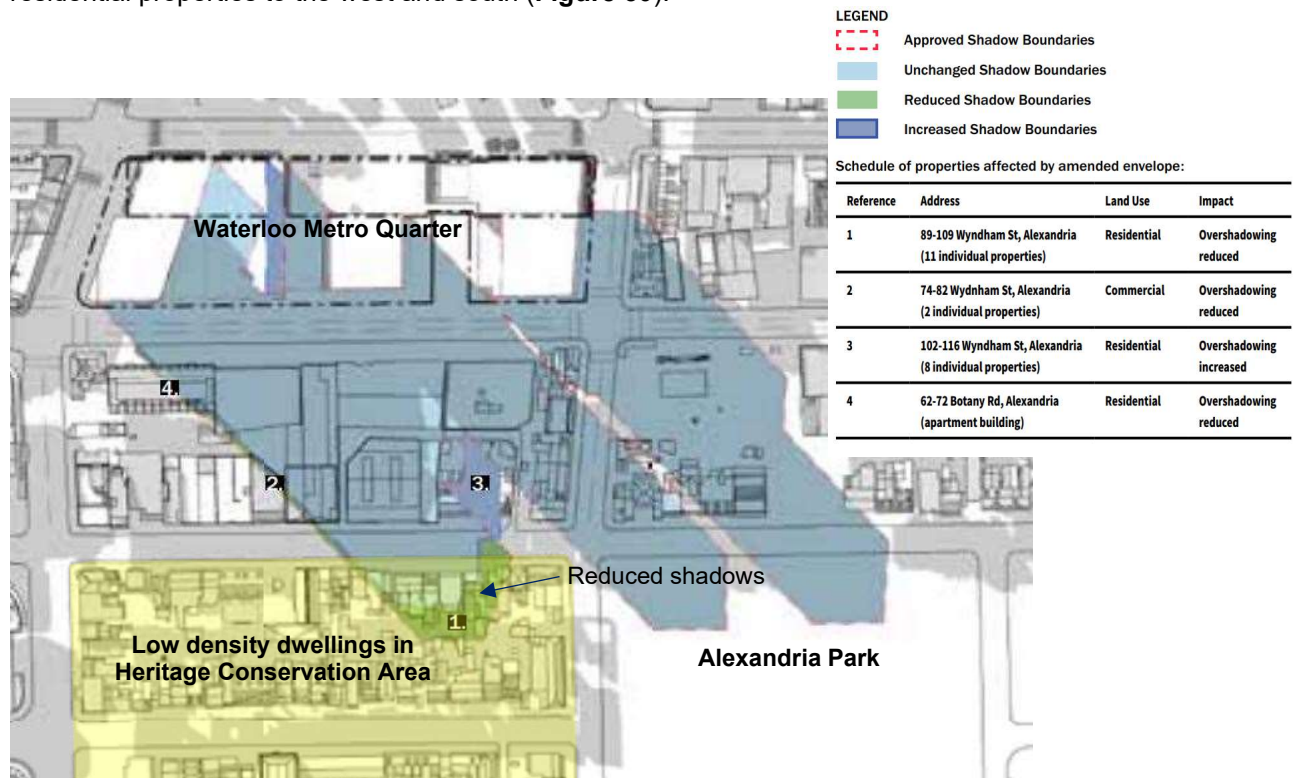 residential properties to the west and south (Figure 39).
LEGEND
Approved Shadow Boundaries
Unchanged Shadow Boundaries
Reduced Shadow Boundaries
Increased Shadow Boundaries
Schedule of properties affected by amended envelope:
Reference Address Land Use Impact
1 89-109 Wyndham St, Alexandria Residential Overshadowing
(11 individual properties) reduced
2 74-82 Wydnham St, Alexandria Commercial Overshadowing
(2 individual properties) reduced
3 102-116 Wyndham St, Alexandria Residential Overshadowing
(8 individual properties) increased
4 62-72 Botany Rd, Alexandria Residential Overshadowing
(apartment building) reduced
Waterloo Metro Quarter
4.
2.
3.
Reduced shadows
1.
Low density dwellings in
Heritage Conservation Area
Alexandria Park